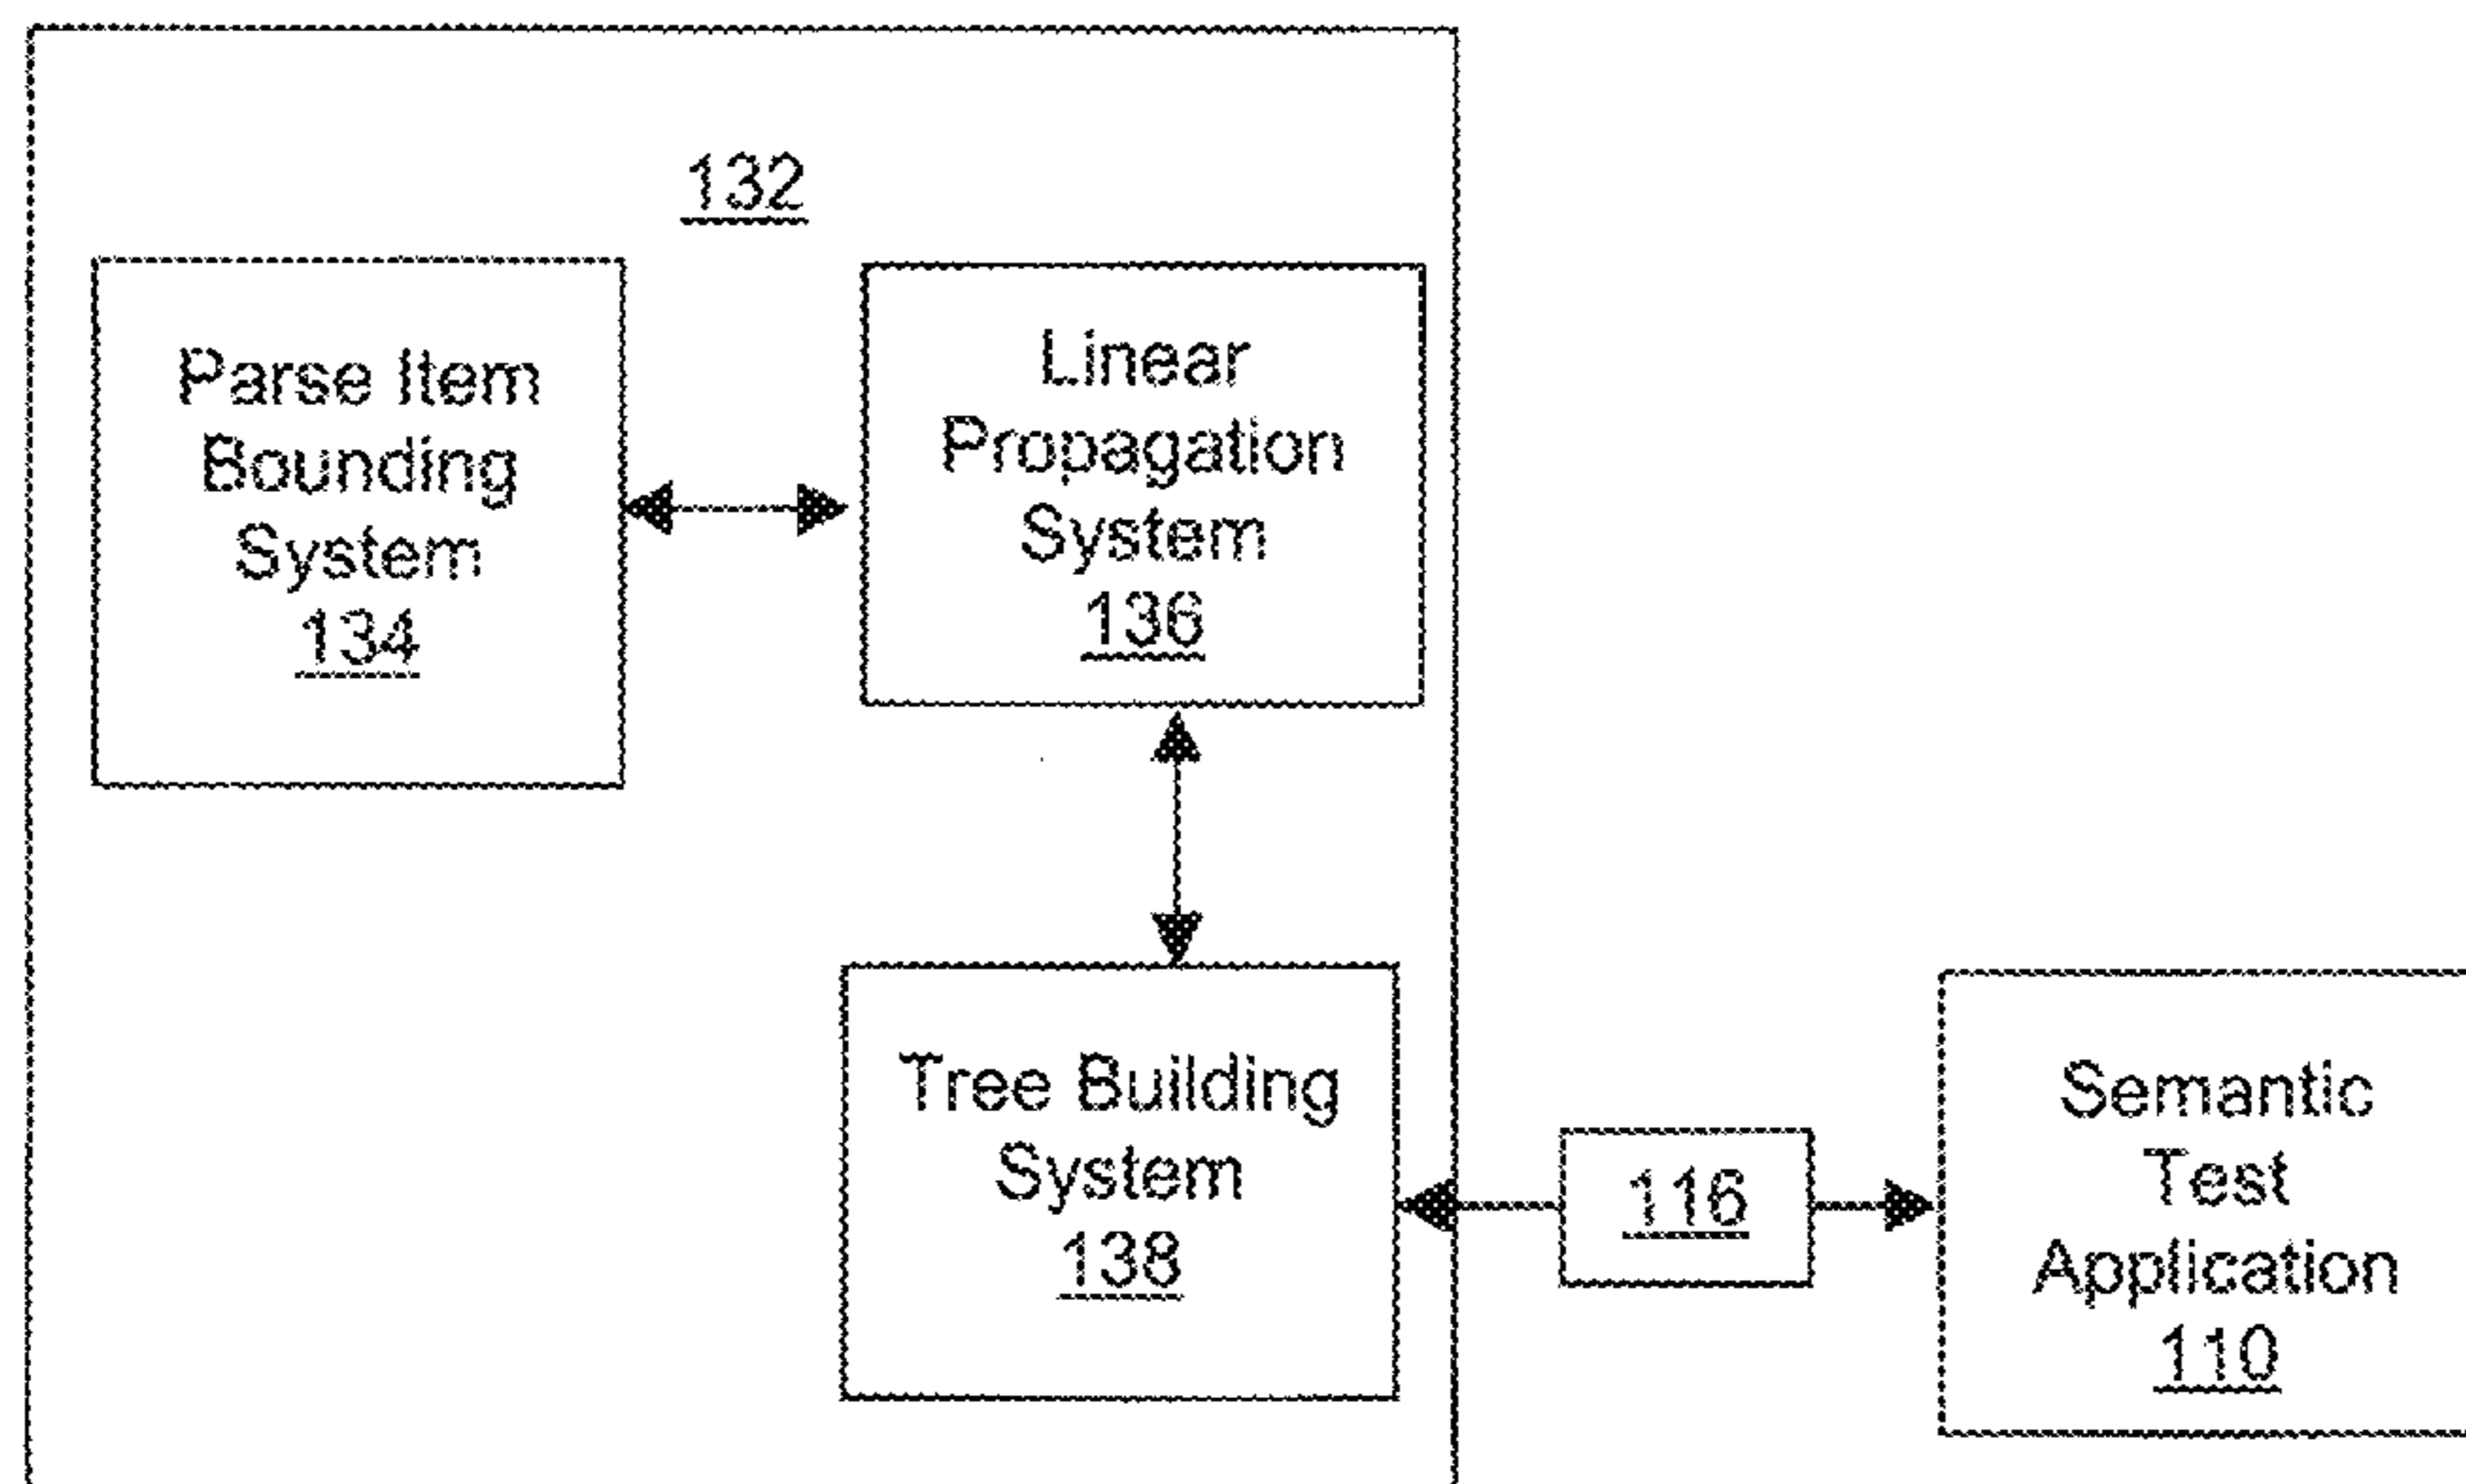 132
Parse Item
Bounding
System
134
Linear
Propagation
System
136
Tree Building
System
138
116
Semantic
Test
Application
110